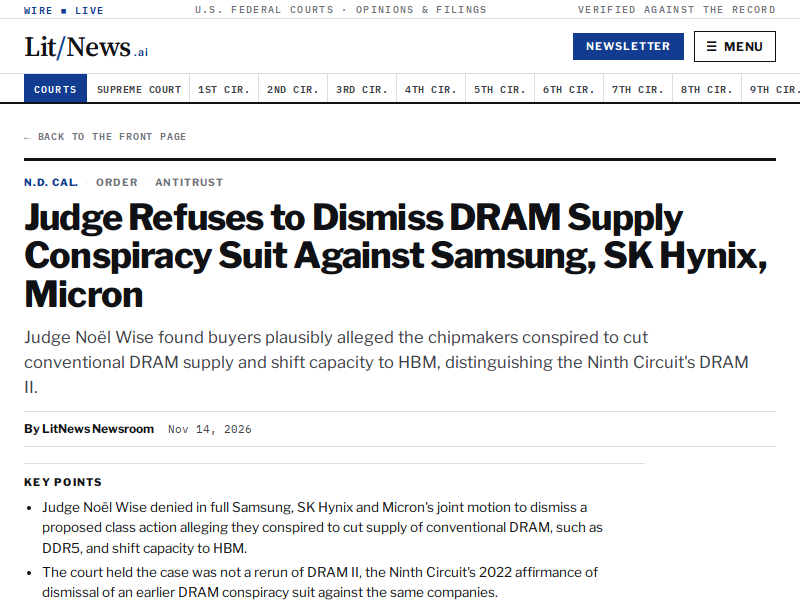 WIRE ■ LIVE
U.S. FEDERAL COURTS · OPINIONS & FILINGS
VERIFIED AGAINST THE RECORD
Lit/News.ai
NEWSLETTER
☰ MENU
COURTS SUPREME COURT 1ST CIR. 2ND CIR. 3RD CIR. 4TH CIR. 5TH CIR. 6TH CIR. 7TH CIR. 8TH CIR. 9TH CIR.
← BACK TO THE FRONT PAGE
N.D. CAL. · ORDER · ANTITRUST
Judge Refuses to Dismiss DRAM Supply
Conspiracy Suit Against Samsung, SK Hynix,
Micron
Judge Noël Wise found buyers plausibly alleged the chipmakers conspired to cut
conventional DRAM supply and shift capacity to HBM, distinguishing the Ninth Circuit's DRAM
II.
By LitNews Newsroom Nov 14, 2026
KEY POINTS
• Judge Noël Wise denied in full Samsung, SK Hynix and Micron's joint motion to dismiss a
proposed class action alleging they conspired to cut supply of conventional DRAM, such as
DDR5, and shift capacity to HBM.
• The court held the case was not a rerun of DRAM II, the Ninth Circuit's 2022 affirmance of
dismissal of an earlier DRAM conspiracy suit against the same companies.